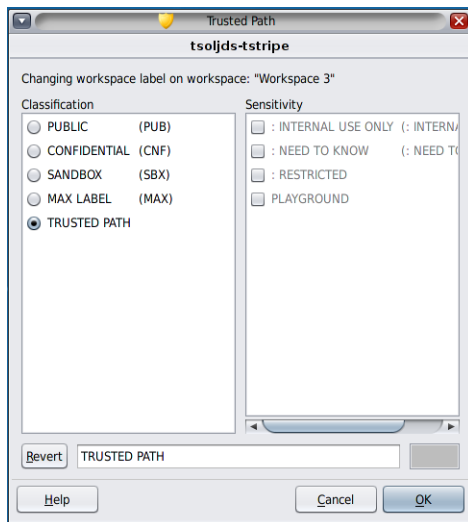 Trusted Path
tsoljds-tstripe
Changing workspace label on workspace: "Workspace 3"
Classification
PUBLIC (PUB)
CONFIDENTIAL (CNF)
SANDBOX (SBX)
MAX LABEL (MAX)
TRUSTED PATH
Sensitivity
: INTERNAL USE ONLY (: INTERNA
: NEED TO KNOW (: NEED TO
: RESTRICTED
PLAYGROUND
Revert TRUSTED PATH
Help Cancel OK